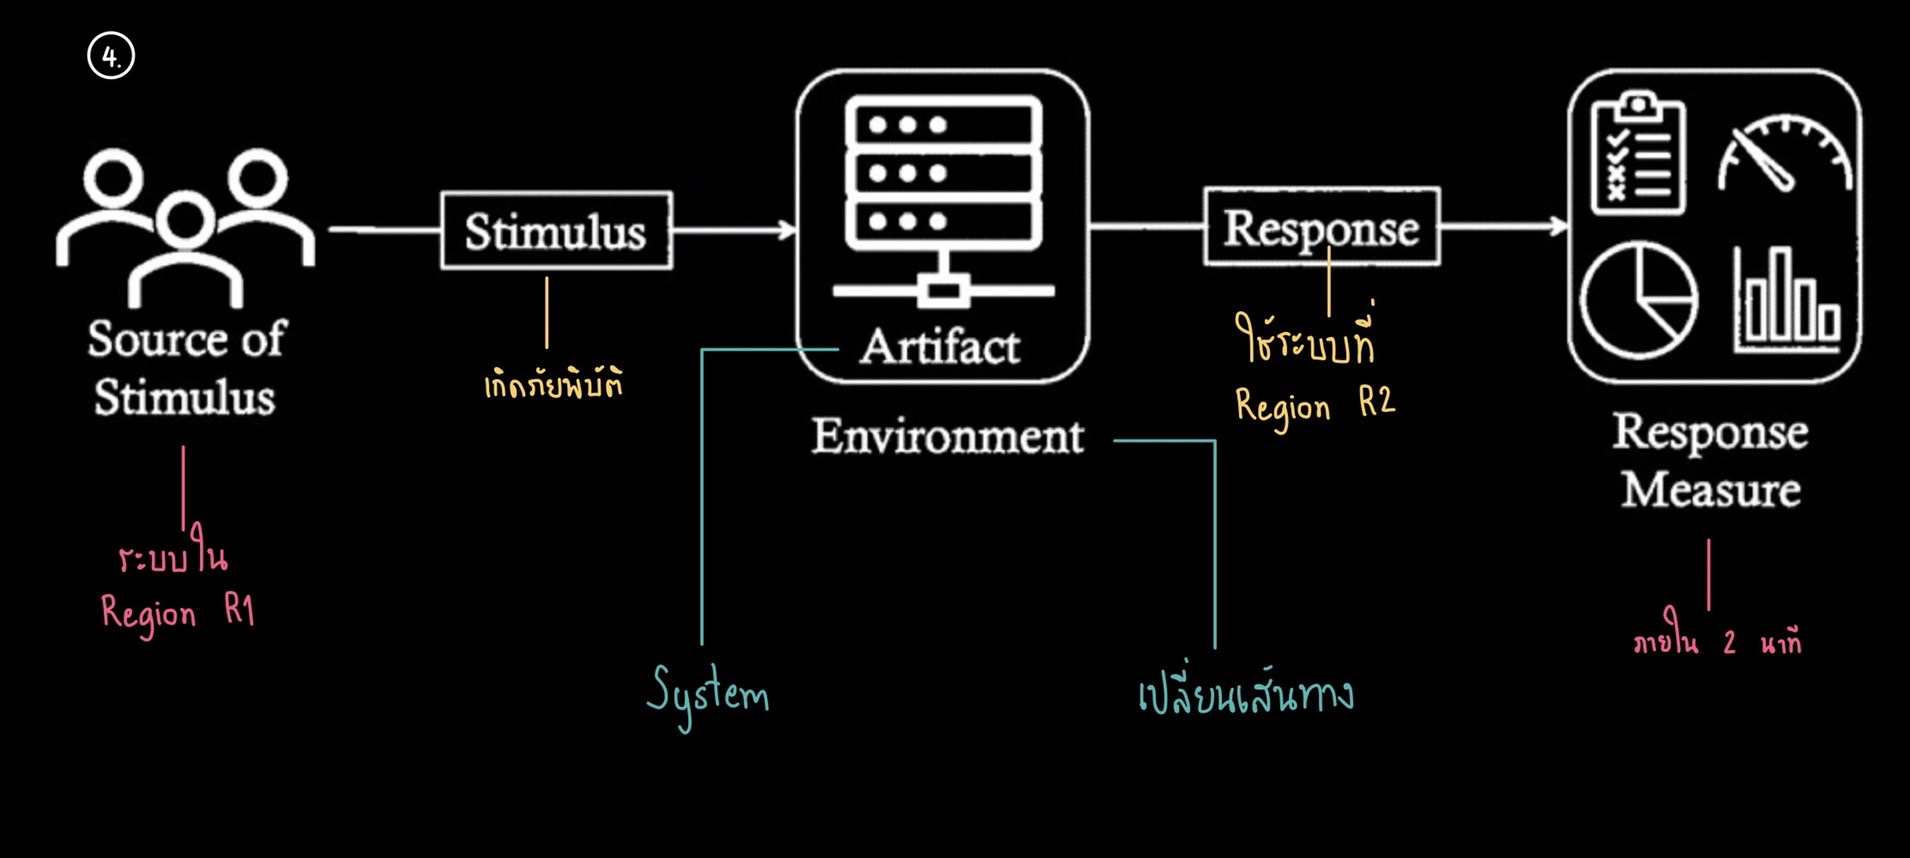 4.
Source of
Stimulus
ระบบใน
Region R1
Stimulus
เกิดภัยพิบัติ
Artifact
Environment
System
เปลี่ยนเส้นทาง
Response
ใช้ระบบที่
Region R2
Response
Measure
ภายใน 2 นาที